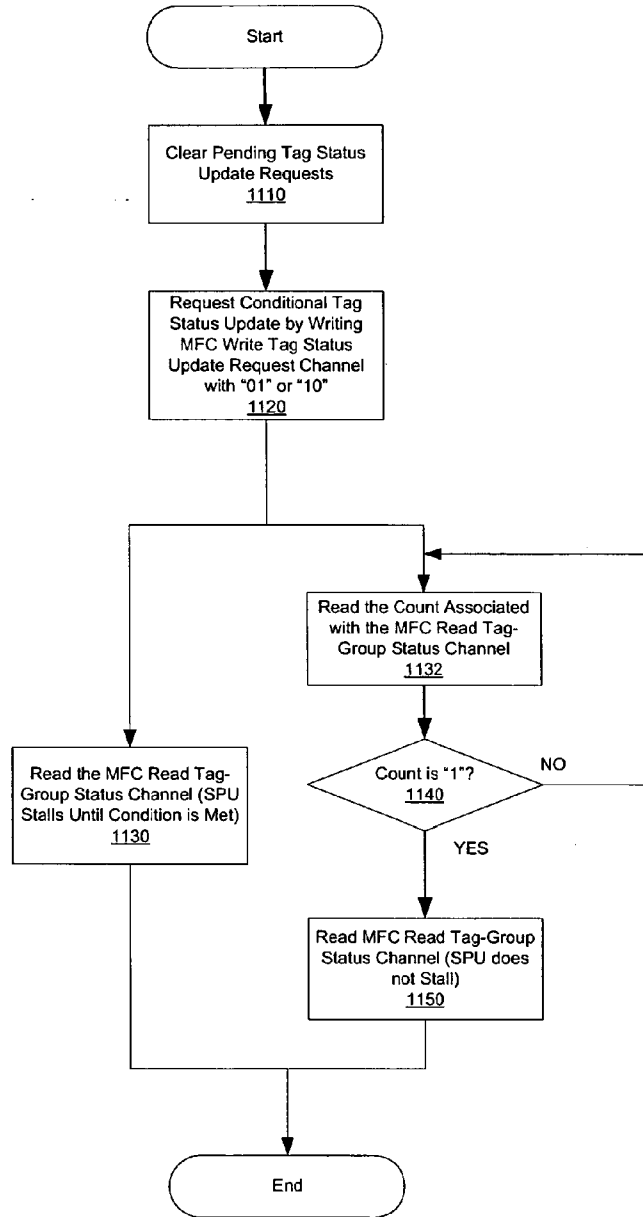 Start
Clear Pending Tag Status
Update Requests
1110
Request Conditional Tag
Status Update by Writing
MFC Write Tag Status
Update Request Channel
with “01” or “10”
1120
Read the Count Associated
with the MFC Read Tag-
Group Status Channel
1132
Read the MFC Read Tag-
Group Status Channel (SPU
Stalls Until Condition is Met)
1130
Count is “1”?
1140
NO
YES
Read MFC Read Tag-Group
Status Channel (SPU does
not Stall)
1150
End